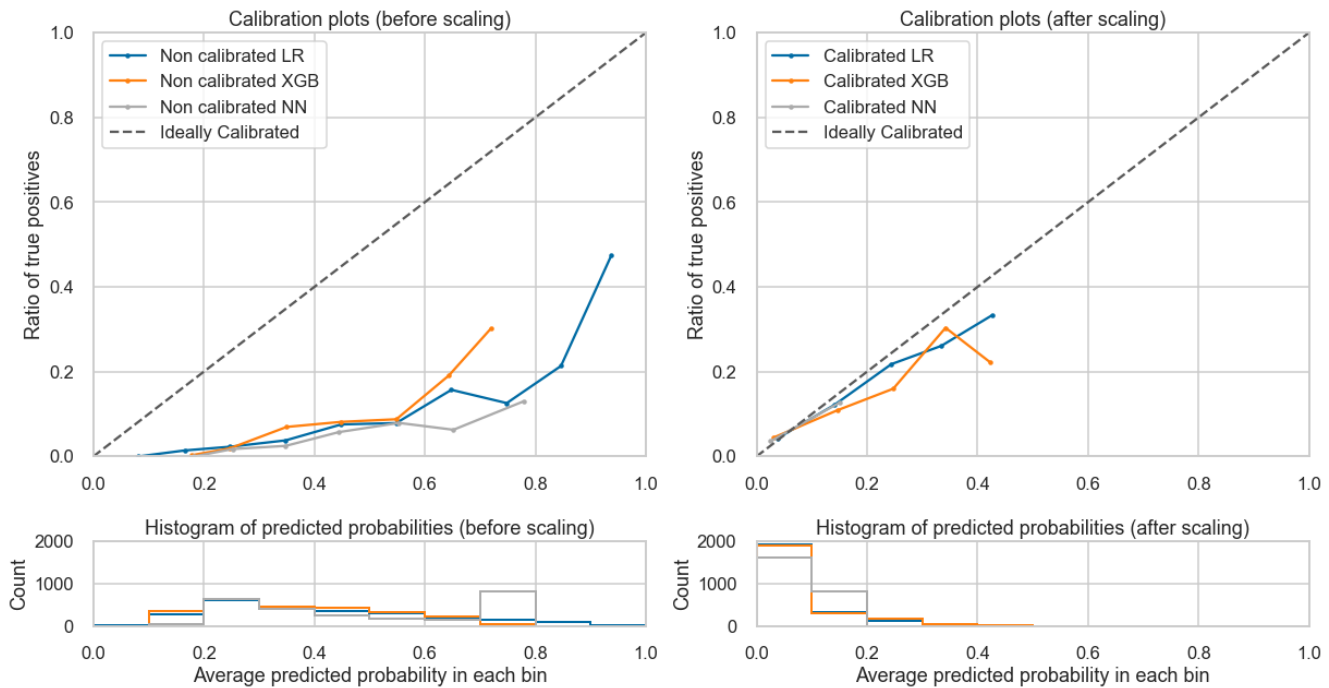 Calibration plots (before scaling)
1.0
0.8
0.6
0.4
0.2
0.0
Ratio of true positives
Non calibrated LR
Non calibrated XGB
Non calibrated NN
Ideally Calibrated
0.0 0.2 0.4 0.6 0.8 1.0
Calibration plots (after scaling)
1.0
0.8
0.6
0.4
0.2
0.0
Ratio of true positives
Calibrated LR
Calibrated XGB
Calibrated NN
Ideally Calibrated
0.0 0.2 0.4 0.6 0.8 1.0
Histogram of predicted probabilities (before scaling)
2000
1000
0
Count
0.0 0.2 0.4 0.6 0.8 1.0
Average predicted probability in each bin
Histogram of predicted probabilities (after scaling)
2000
1000
0
Count
0.0 0.2 0.4 0.6 0.8 1.0
Average predicted probability in each bin